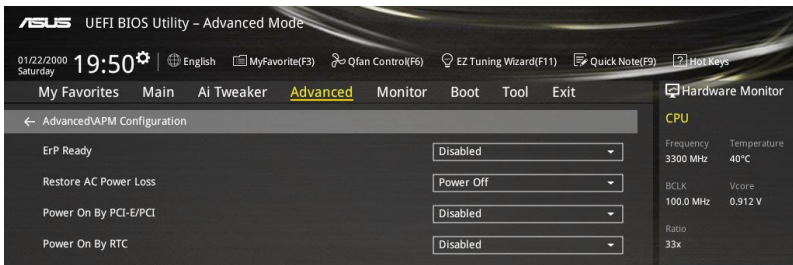 ASUS UEFI BIOS Utility – Advanced Mode
01/22/2000
Saturday
19:50
English
MyFavorite(F3)
Qfan Control(F6)
EZ Tuning Wizard(F11)
Quick Note(F9)
? Hot Keys
My Favorites Main Ai Tweaker Advanced Monitor Boot Tool Exit
Hardware Monitor
← Advanced\APM Configuration
ErP Ready Disabled
Restore AC Power Loss Power Off
Power On By PCI-E/PCI Disabled
Power On By RTC Disabled
CPU
Frequency Temperature
3300 MHz 40°C
BCLK Vcore
100.0 MHz 0.912 V
Ratio
33x